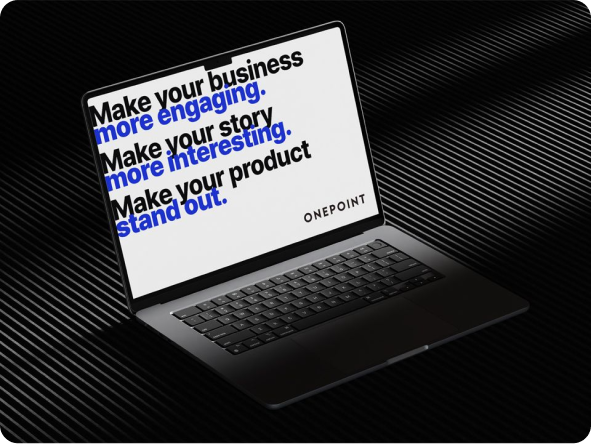 Make your business
more engaging.
Make your story
more interesting.
Make your product
stand out.
ONEPOINT